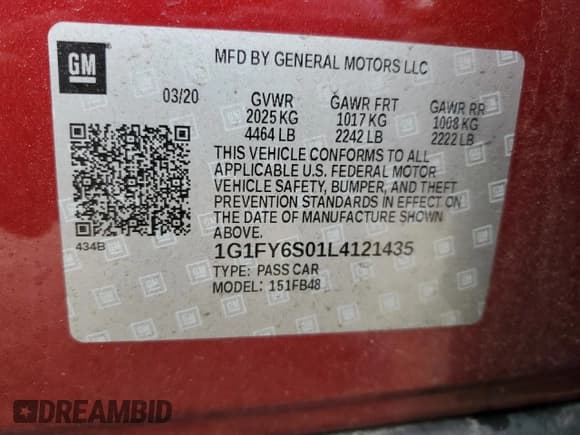 GM
MFD BY GENERAL MOTORS LLC
03/20 GVWR GAWR FRT GAWR RR
2025 KG 1017 KG 1008 KG
4464 LB 2242 LB 2222 LB
THIS VEHICLE CONFORMS TO ALL
APPLICABLE U.S. FEDERAL MOTOR
VEHICLE SAFETY, BUMPER, AND THEFT
PREVENTION STANDARDS IN EFFECT ON
THE DATE OF MANUFACTURE SHOWN
ABOVE.
434B
1G1FY6S01L4121435
TYPE: PASS CAR
MODEL: 151FB48
DREAMBID